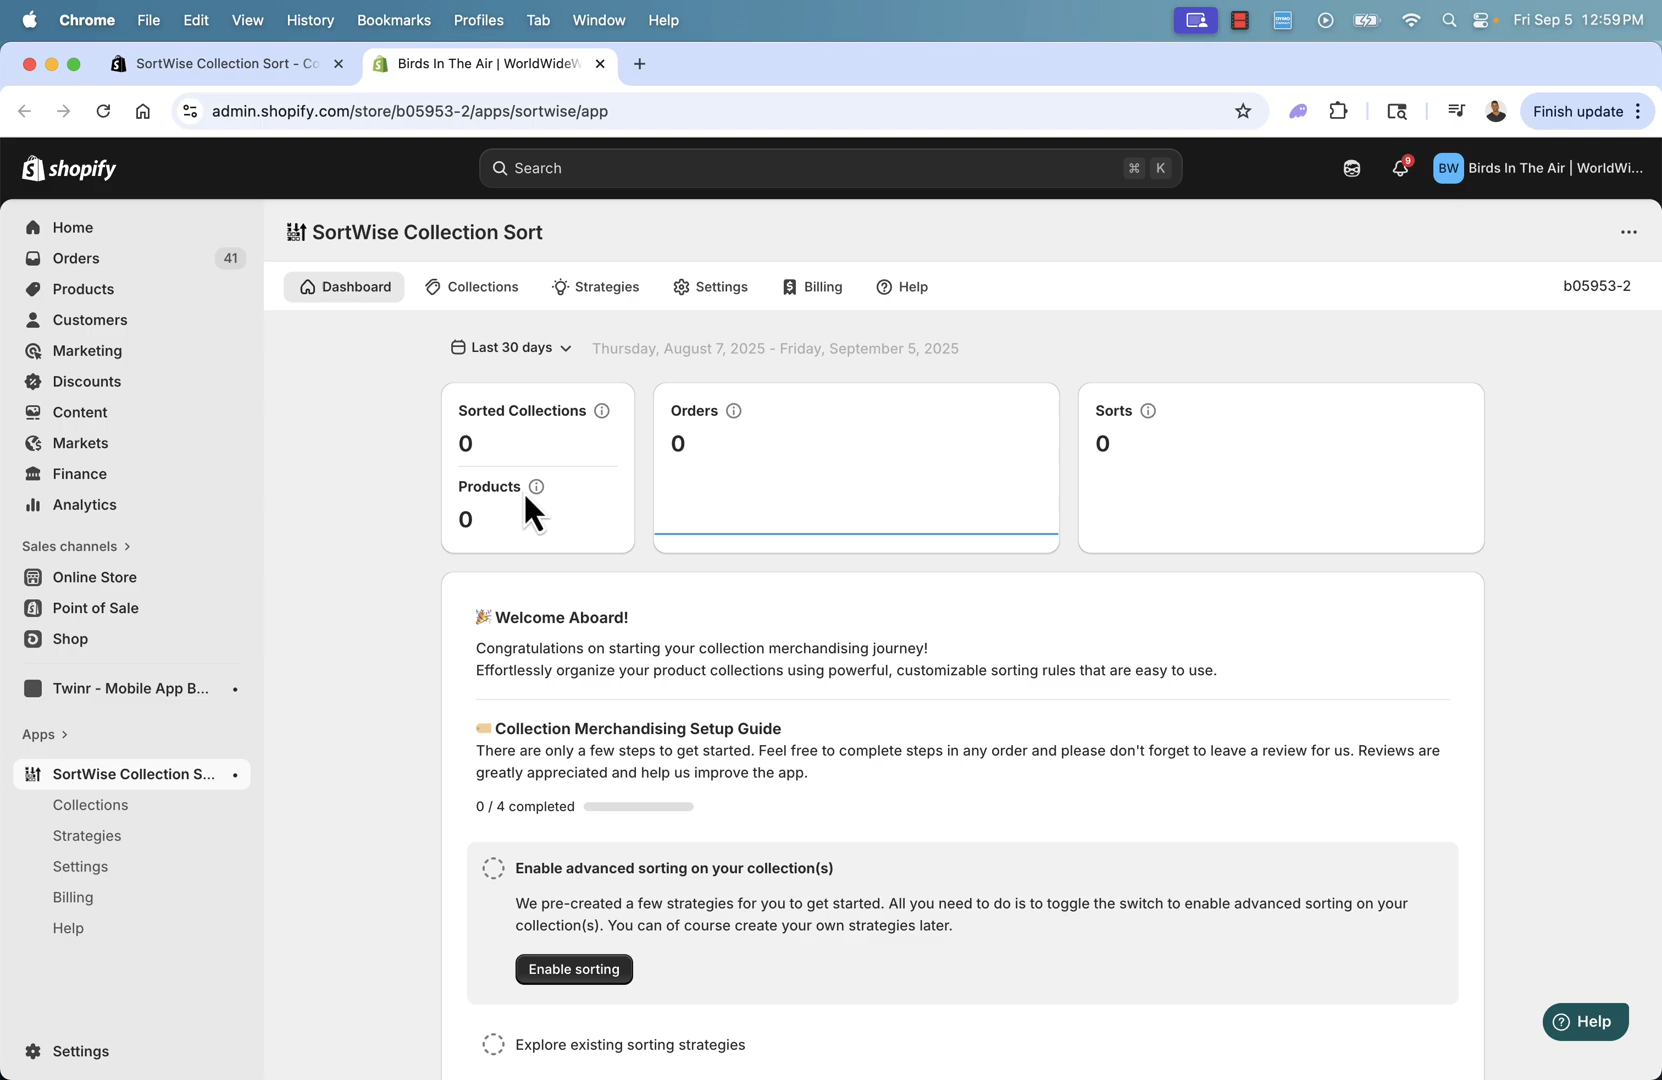 Chrome File Edit View History Bookmarks Profiles Tab Window Help Fri Sep 5 12:59 PM
SortWise Collection Sort - Co Birds In The Air | WorldWideW
admin.shopify.com/store/b05953-2/apps/sortwise/app Finish update
shopify Search ⌘ K 9 BW Birds In The Air | WorldWi...
Home
Orders 41
Products
Customers
Marketing
Discounts
Content
Markets
Finance
Analytics
Sales channels
Online Store
Point of Sale
Shop
Twinr - Mobile App B...
Apps
SortWise Collection S...
Collections
Strategies
Settings
Billing
Help
Settings
SortWise Collection Sort
Dashboard Collections Strategies Settings Billing Help b05953-2
Last 30 days Thursday, August 7, 2025 - Friday, September 5, 2025
Sorted Collections
0
Products
0
Orders
0
Sorts
0
🎉 Welcome Aboard!
Congratulations on starting your collection merchandising journey!
Effortlessly organize your product collections using powerful, customizable sorting rules that are easy to use.
Collection Merchandising Setup Guide
There are only a few steps to get started. Feel free to complete steps in any order and please don't forget to leave a review for us. Reviews are
greatly appreciated and help us improve the app.
0 / 4 completed
Enable advanced sorting on your collection(s)
We pre-created a few strategies for you to get started. All you need to do is to toggle the switch to enable advanced sorting on your
collection(s). You can of course create your own strategies later.
Enable sorting
Explore existing sorting strategies
Help